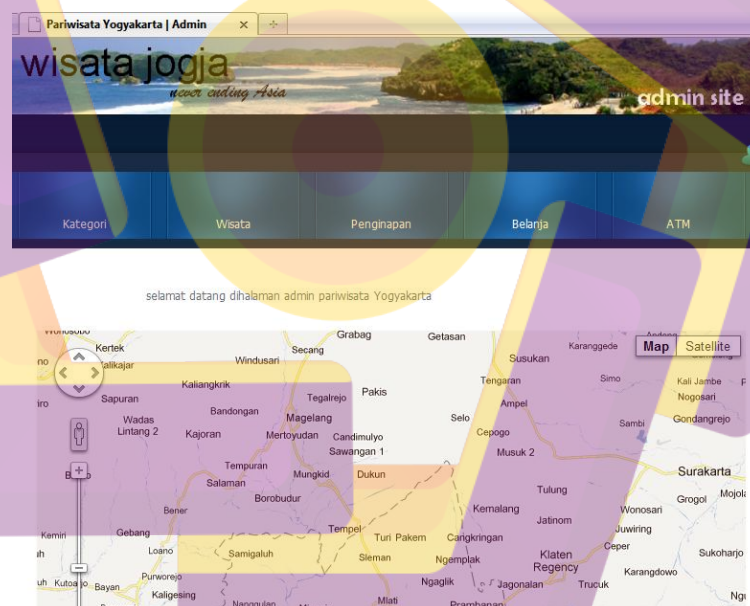 Pariwisata Yogyakarta | Admin
wisata jogja
never ending Asia
admin site
Kategori
Wisata
Penginapan
Belanja
ATM
selamat datang dihalaman admin pariwisata Yogyakarta
Map
Satellite
Wonosobo
Kertek
Secang
Grabag
Getasan
Karanggede
Windusari
Susukan
Kaliangkrik
Tengaran
Simo
Kali Jambe
Sapuran
Tegalrejo
Pakis
Nogosari
Bandongan
Magelang
Ampel
Selo
Gondangrejo
Wadas
Lintang 2
Kajoran
Mertoyudan
Candimulyo
Cepogo
Sambi
Sawangan 1
Musuk 2
Tempuran
Mungkid
Dukun
Surakarta
Salaman
Borobudur
Tulung
Grogol
Bener
Kemalang
Jatinom
Wonosari
Kemiri
Gebang
Tempel
Turi
Pakem
Cangkringan
Juwiring
Loano
Samigaluh
Sleman
Ngemplak
Klaten
Regency
Ceper
Sukoharjo
Bayan
Purworejo
Kaligesing
Ngaglik
Jagonalan
Trucuk
Karangdowo
Nanggulan
Mlati
Prambanan